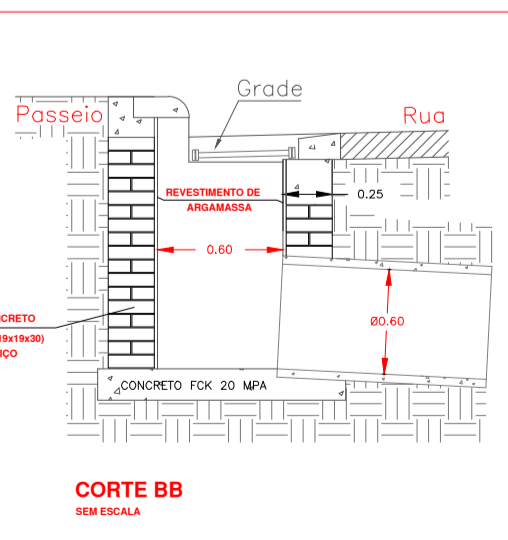 Grade
Passeio
Rua
REVESTIMENTO DE
ARGAMASSA
0.25
0.60
NCRETO
19x19x30)
IÇO
Ø0.60
CONCRETO FCK 20 MPA
CORTE BB
SEM ESCALA